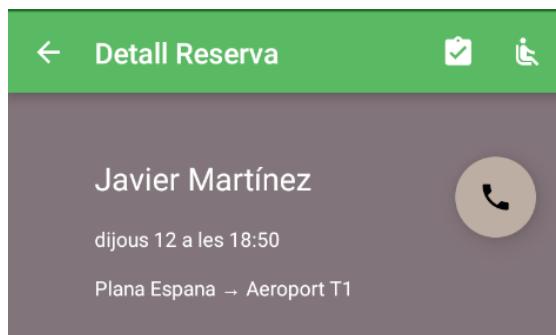 Detall Reserva
Javier Martínez
dijous 12 a les 18:50
Plana Espana → Aeroport T1